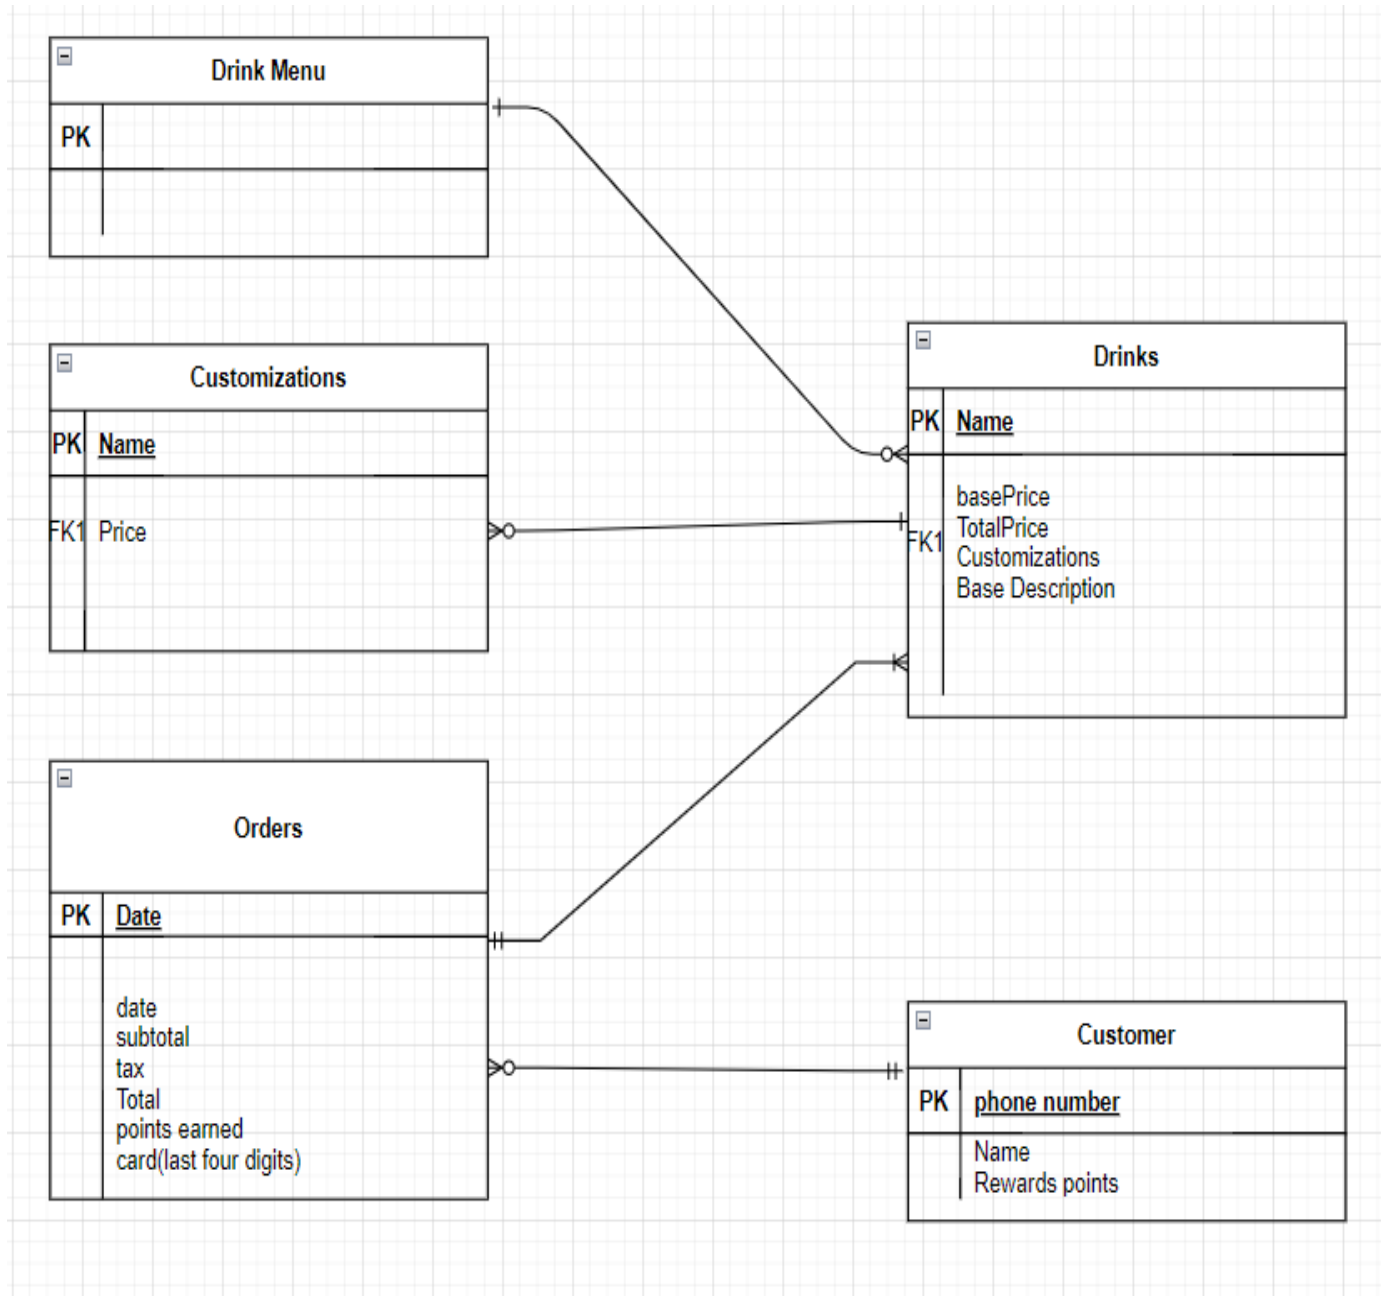 Drink Menu
PK
Customizations
PK Name
FK1 Price
Drinks
PK Name
basePrice
TotalPrice
FK1
Customizations
Base Description
Orders
PK Date
date
subtotal
tax
Total
points earned
card(last four digits)
Customer
PK phone number
Name
Rewards points